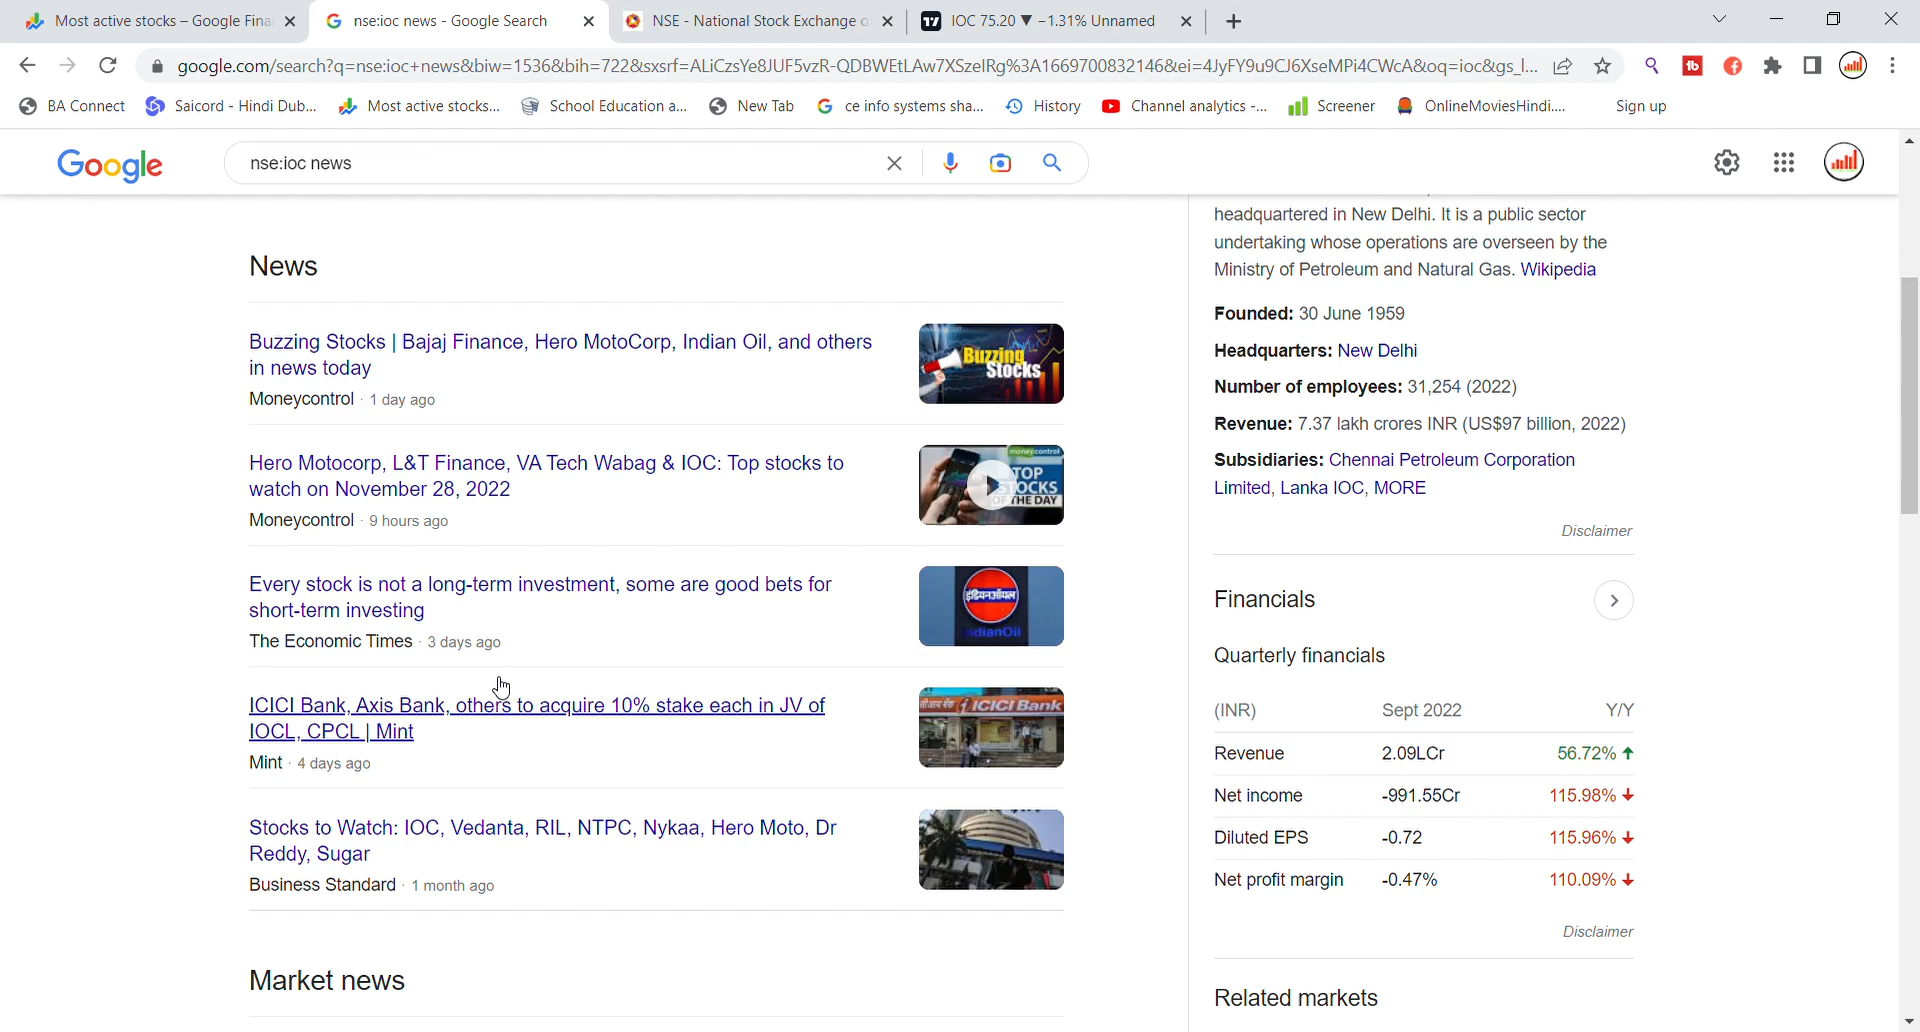 Most active stocks – Google Fina
nse:ioc news - Google Search
NSE - National Stock Exchange o
IOC 75.20 ▼ −1.31% Unnamed
google.com/search?q=nse:ioc+news&biw=1536&bih=722&sxsrf=ALiCzsYe8JUF5vzR-QDBWEtLAw7XSzeIRg%3A1669700832146&ei=4JyFY9u9CJ6XseMPi4CWcA&oq=ioc&gs_l...
BA Connect
Saicord - Hindi Dub...
Most active stocks...
School Education a...
New Tab
ce info systems sha...
History
Channel analytics -...
Screener
OnlineMoviesHindi....
Sign up
Google
nse:ioc news
News
Buzzing Stocks | Bajaj Finance, Hero MotoCorp, Indian Oil, and others
in news today
Moneycontrol · 1 day ago
Buzzing
Stocks
Hero Motocorp, L&T Finance, VA Tech Wabag & IOC: Top stocks to
watch on November 28, 2022
Moneycontrol · 9 hours ago
moneycontrol
TOP
STOCKS
OF THE DAY
Every stock is not a long-term investment, some are good bets for
short-term investing
The Economic Times · 3 days ago
इंडियनऑयल
IndianOil
ICICI Bank, Axis Bank, others to acquire 10% stake each in JV of
IOCL, CPCL | Mint
Mint · 4 days ago
ICICI Bank
Stocks to Watch: IOC, Vedanta, RIL, NTPC, Nykaa, Hero Moto, Dr
Reddy, Sugar
Business Standard · 1 month ago
Market news
headquartered in New Delhi. It is a public sector
undertaking whose operations are overseen by the
Ministry of Petroleum and Natural Gas. Wikipedia
Founded: 30 June 1959
Headquarters: New Delhi
Number of employees: 31,254 (2022)
Revenue: 7.37 lakh crores INR (US$97 billion, 2022)
Subsidiaries: Chennai Petroleum Corporation
Limited, Lanka IOC, MORE
Disclaimer
Financials
Quarterly financials
(INR) Sept 2022 Y/Y
Revenue 2.09LCr 56.72% ↑
Net income -991.55Cr 115.98% ↓
Diluted EPS -0.72 115.96% ↓
Net profit margin -0.47% 110.09% ↓
Disclaimer
Related markets